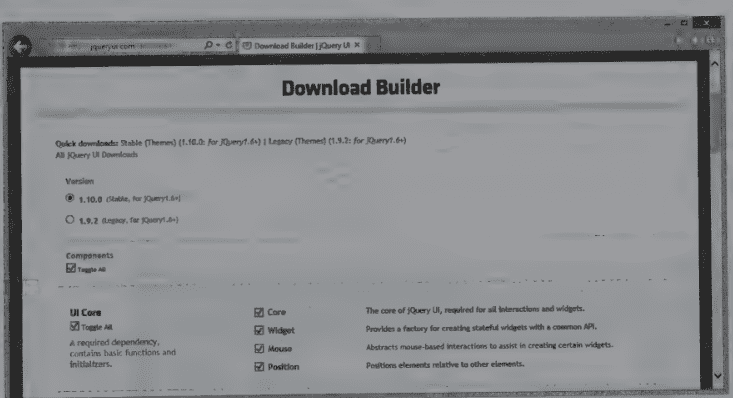 jqueryui.com
Download Builder | jQuery UI
Download Builder
Quick downloads: Stable (Themes) (1.10.0: for jQuery1.6+) | Legacy (Themes) (1.9.2: for jQuery1.6+)
All jQuery UI Downloads
Version
1.10.0 (Stable, for jQuery1.6+)
1.9.2 (Legacy, for jQuery1.6+)
Components
Toggle All
UI Core
Toggle All
A required dependency,
contains basic functions and
initializers.
Core The core of jQuery UI, required for all interactions and widgets.
Widget Provides a factory for creating stateful widgets with a common API.
Mouse Abstracts mouse-based interactions to assist in creating certain widgets.
Position Positions elements relative to other elements.